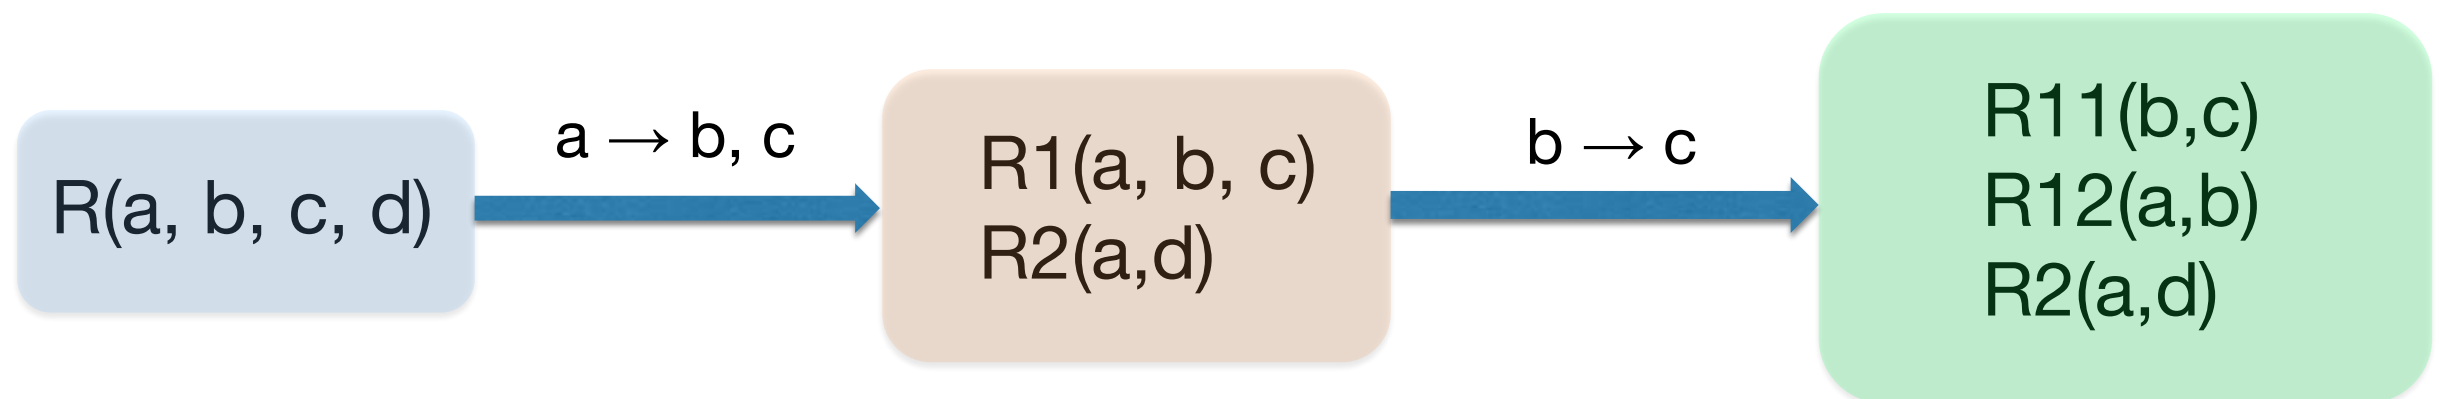 R(a, b, c, d)
a → b, c
R1(a, b, c)
R2(a,d)
b → c
R11(b,c)
R12(a,b)
R2(a,d)